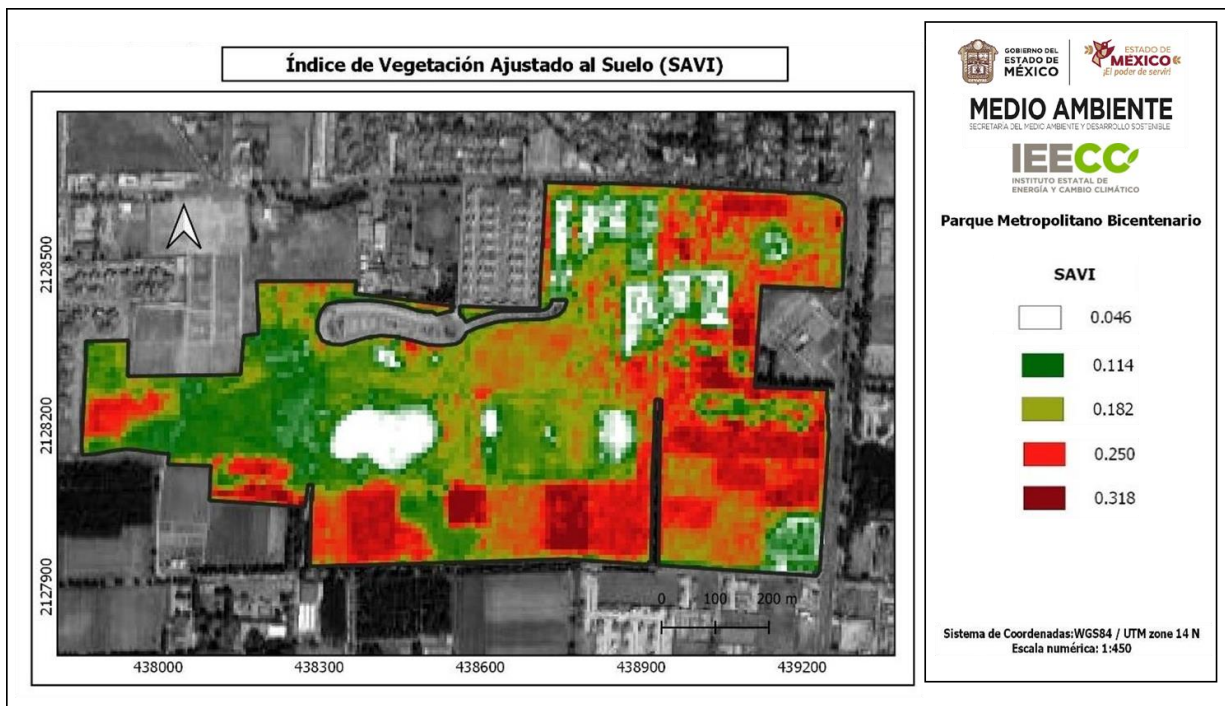 Índice de Vegetación Ajustado al Suelo (SAVI)
2128500
2128200
2127900
438000
438300
438600
438900
439200
0 100 200 m
GOBIERNO DEL
ESTADO DE
MÉXICO
ESTADO DE
MÉXICO
¡El poder de servir!
MEDIO AMBIENTE
SECRETARÍA DEL MEDIO AMBIENTE Y DESARROLLO SOSTENIBLE
IEECC
INSTITUTO ESTATAL DE
ENERGÍA Y CAMBIO CLIMÁTICO
Parque Metropolitano Bicentenario
SAVI
0.046
0.114
0.182
0.250
0.318
Sistema de Coordenadas:WGS84 / UTM zone 14 N
Escala numérica: 1:450